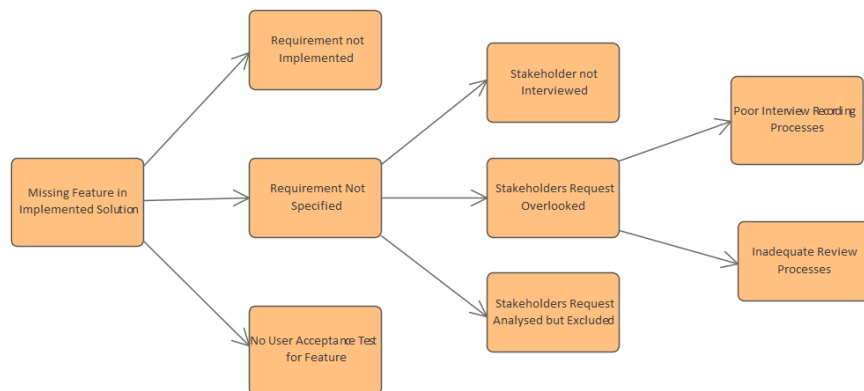 Requirement not
Implemented
Stakeholder not
Interviewed
Poor Interview Recording
Processes
Missing Feature in
Implemented Solution
Requirement Not
Specified
Stakeholders Request
Overlooked
Inadequate Review
Processes
No User Acceptance Test
for Feature
Stakeholders Request
Analysed but Excluded